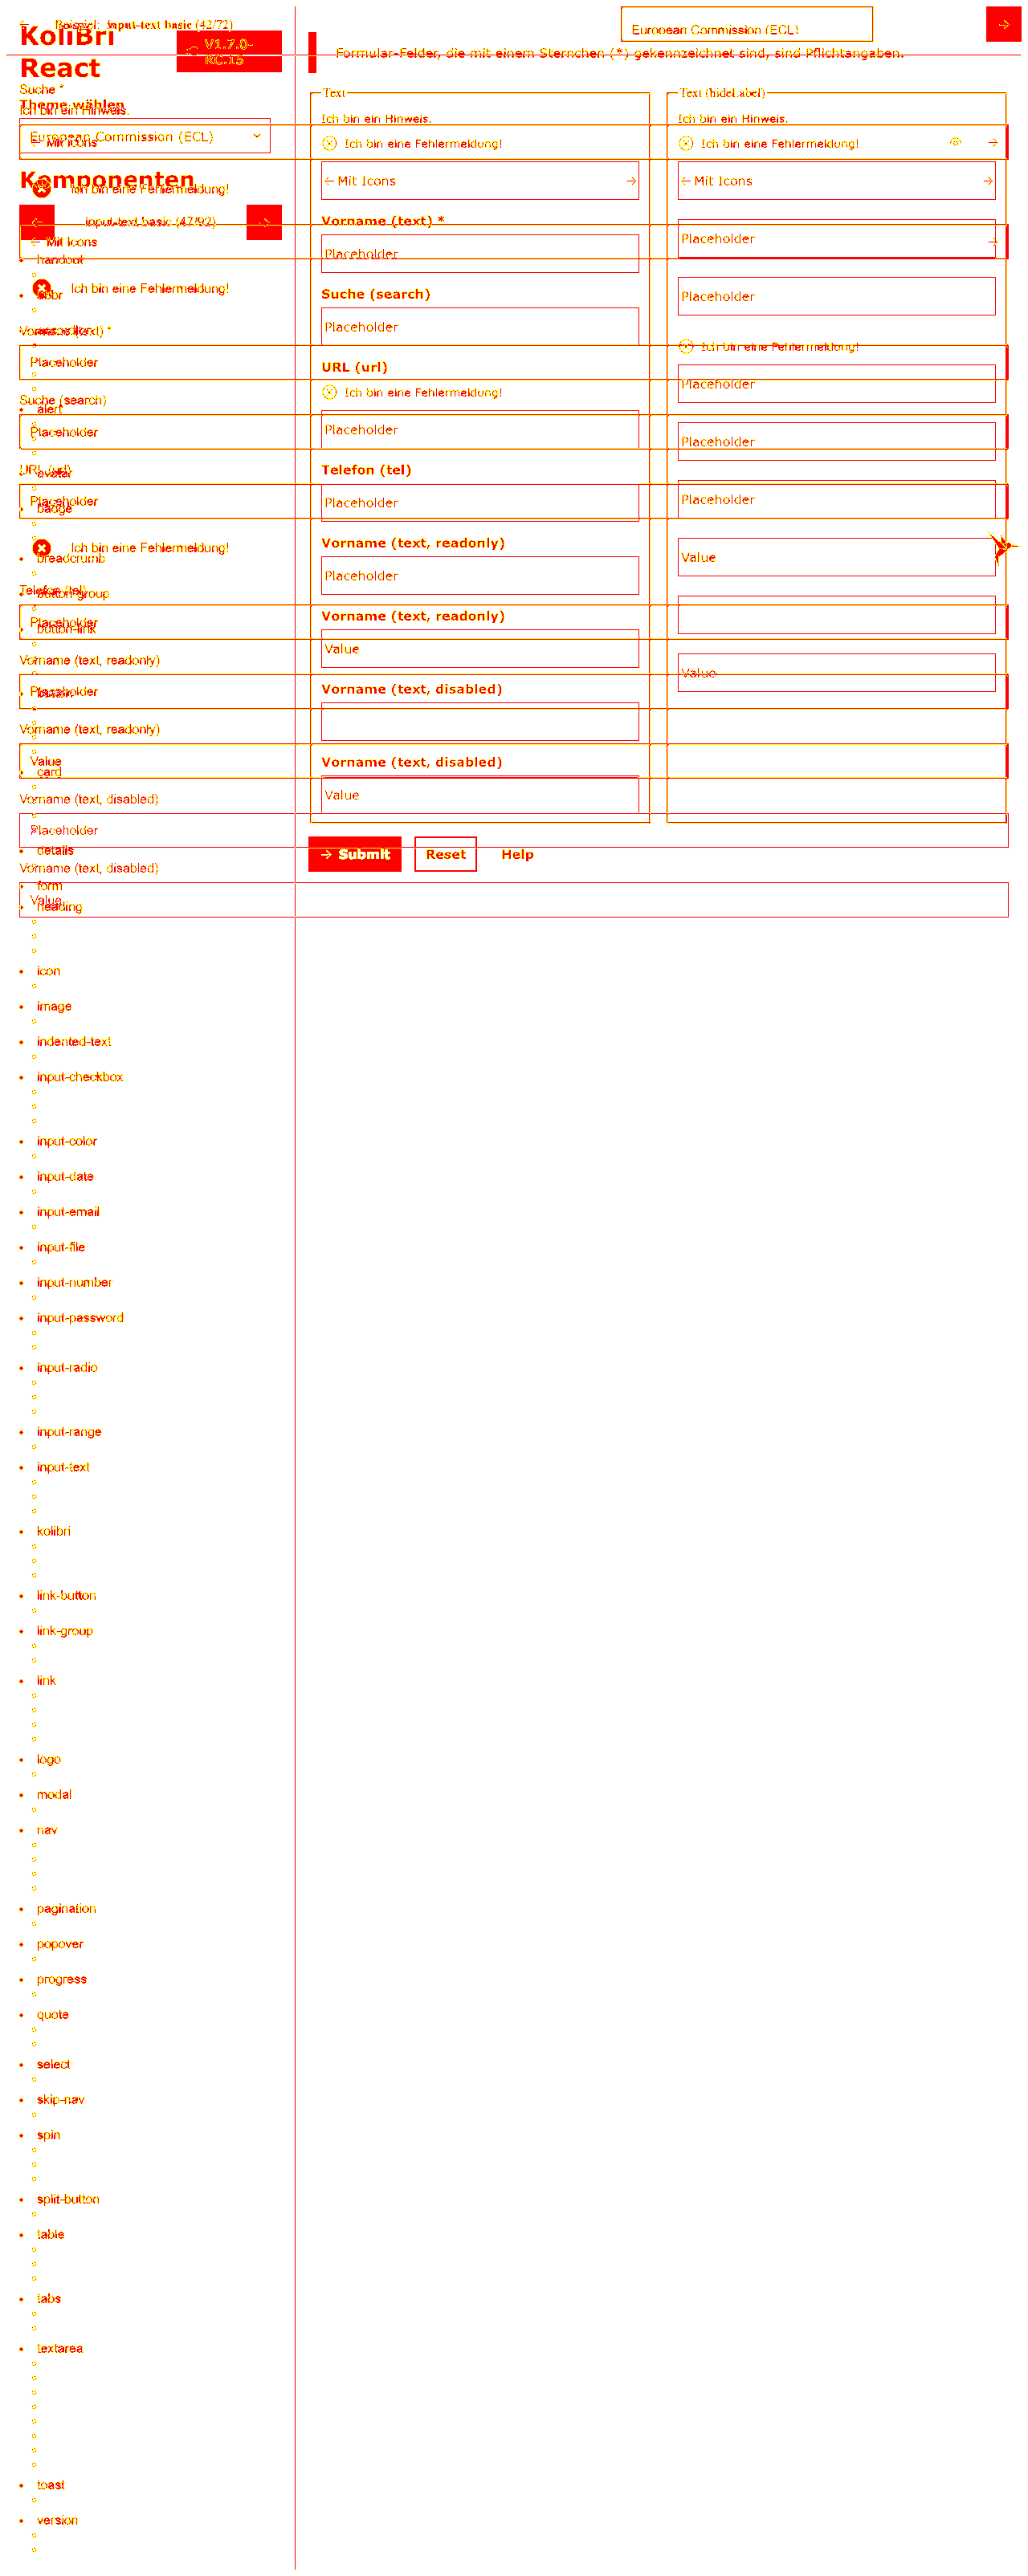 ← Beispiel: input-text basic (42/72)
European Commission (ECL)
→
KoliBri
React
V1.7.0-
RC.15
Formular-Felder, die mit einem Sternchen (*) gekennzeichnet sind, sind Pflichtangaben.
Suche *
Theme wählen
Ich bin ein Hinweis.
European Commission (ECL)
← Mit Icons
Komponenten
Ich bin eine Fehlermeldung!
← input-text basic (47/92) →
← Mit Icons
handout
Ich bin eine Fehlermeldung!
abbr
Vorname (text) *
Placeholder
Suche (search)
alert
Placeholder
URL (url)
avatar
Placeholder
badge
Ich bin eine Fehlermeldung!
breadcrumb
Telefon (tel)
button-group
Placeholder
button-link
Vorname (text, readonly)
Placeholder
button
Vorname (text, readonly)
Value
card
Vorname (text, disabled)
Placeholder
details
Vorname (text, disabled)
form
Value
heading
icon
image
indented-text
input-checkbox
input-color
input-date
input-email
input-file
input-number
input-password
input-radio
input-range
input-text
kolibri
link-button
link-group
link
logo
modal
nav
pagination
popover
progress
quote
select
skip-nav
spin
split-button
table
tabs
textarea
toast
version
Text
Ich bin ein Hinweis.
Ich bin eine Fehlermeldung!
← Mit Icons →
Vorname (text) *
Placeholder
Suche (search)
Placeholder
URL (url)
Ich bin eine Fehlermeldung!
Placeholder
Telefon (tel)
Placeholder
Vorname (text, readonly)
Placeholder
Vorname (text, readonly)
Value
Vorname (text, disabled)
Vorname (text, disabled)
Value
Text (hideLabel)
Ich bin ein Hinweis.
Ich bin eine Fehlermeldung!
← Mit Icons →
Placeholder
Placeholder
Ich bin eine Fehlermeldung!
Placeholder
Placeholder
Placeholder
Value
Value
→ Submit
Reset
Help